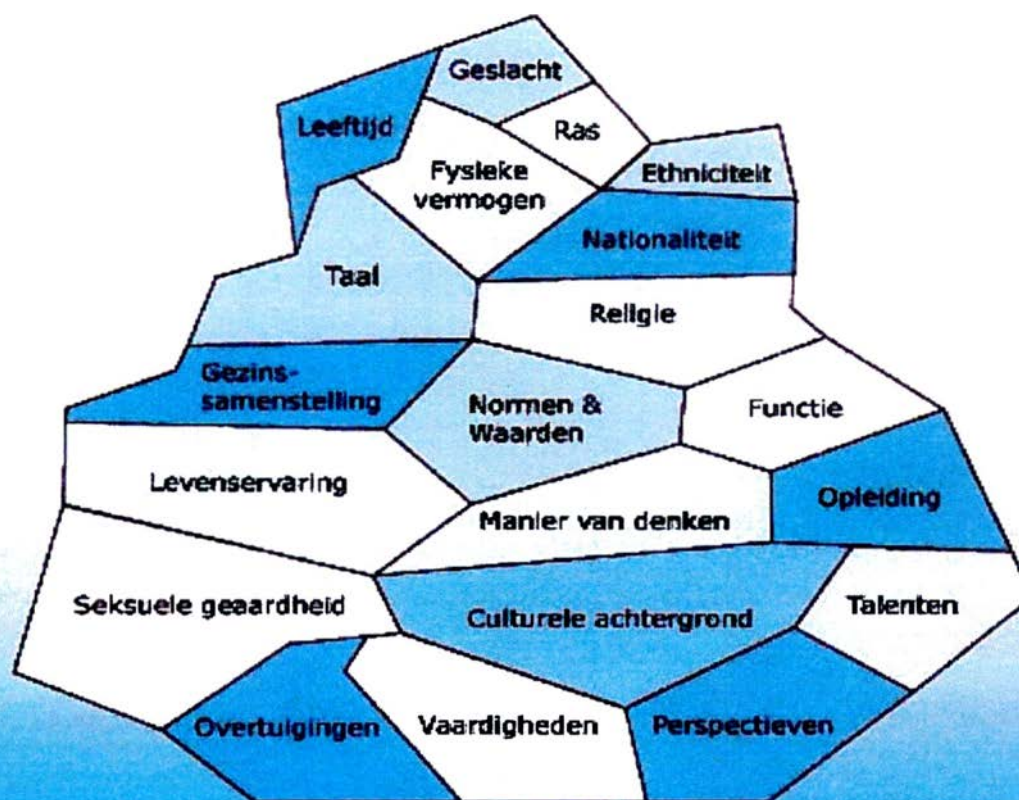 Geslacht
Leeftijd
Ras
Fysieke
vermogen
Ethniciteit
Nationaliteit
Taal
Religie
Gezins-
samenstelling
Normen &
Waarden
Functie
Levenservaring
Opleiding
Manier van denken
Seksuele geaardheid
Culturele achtergrond
Talenten
Overtuigingen
Vaardigheden
Perspectieven